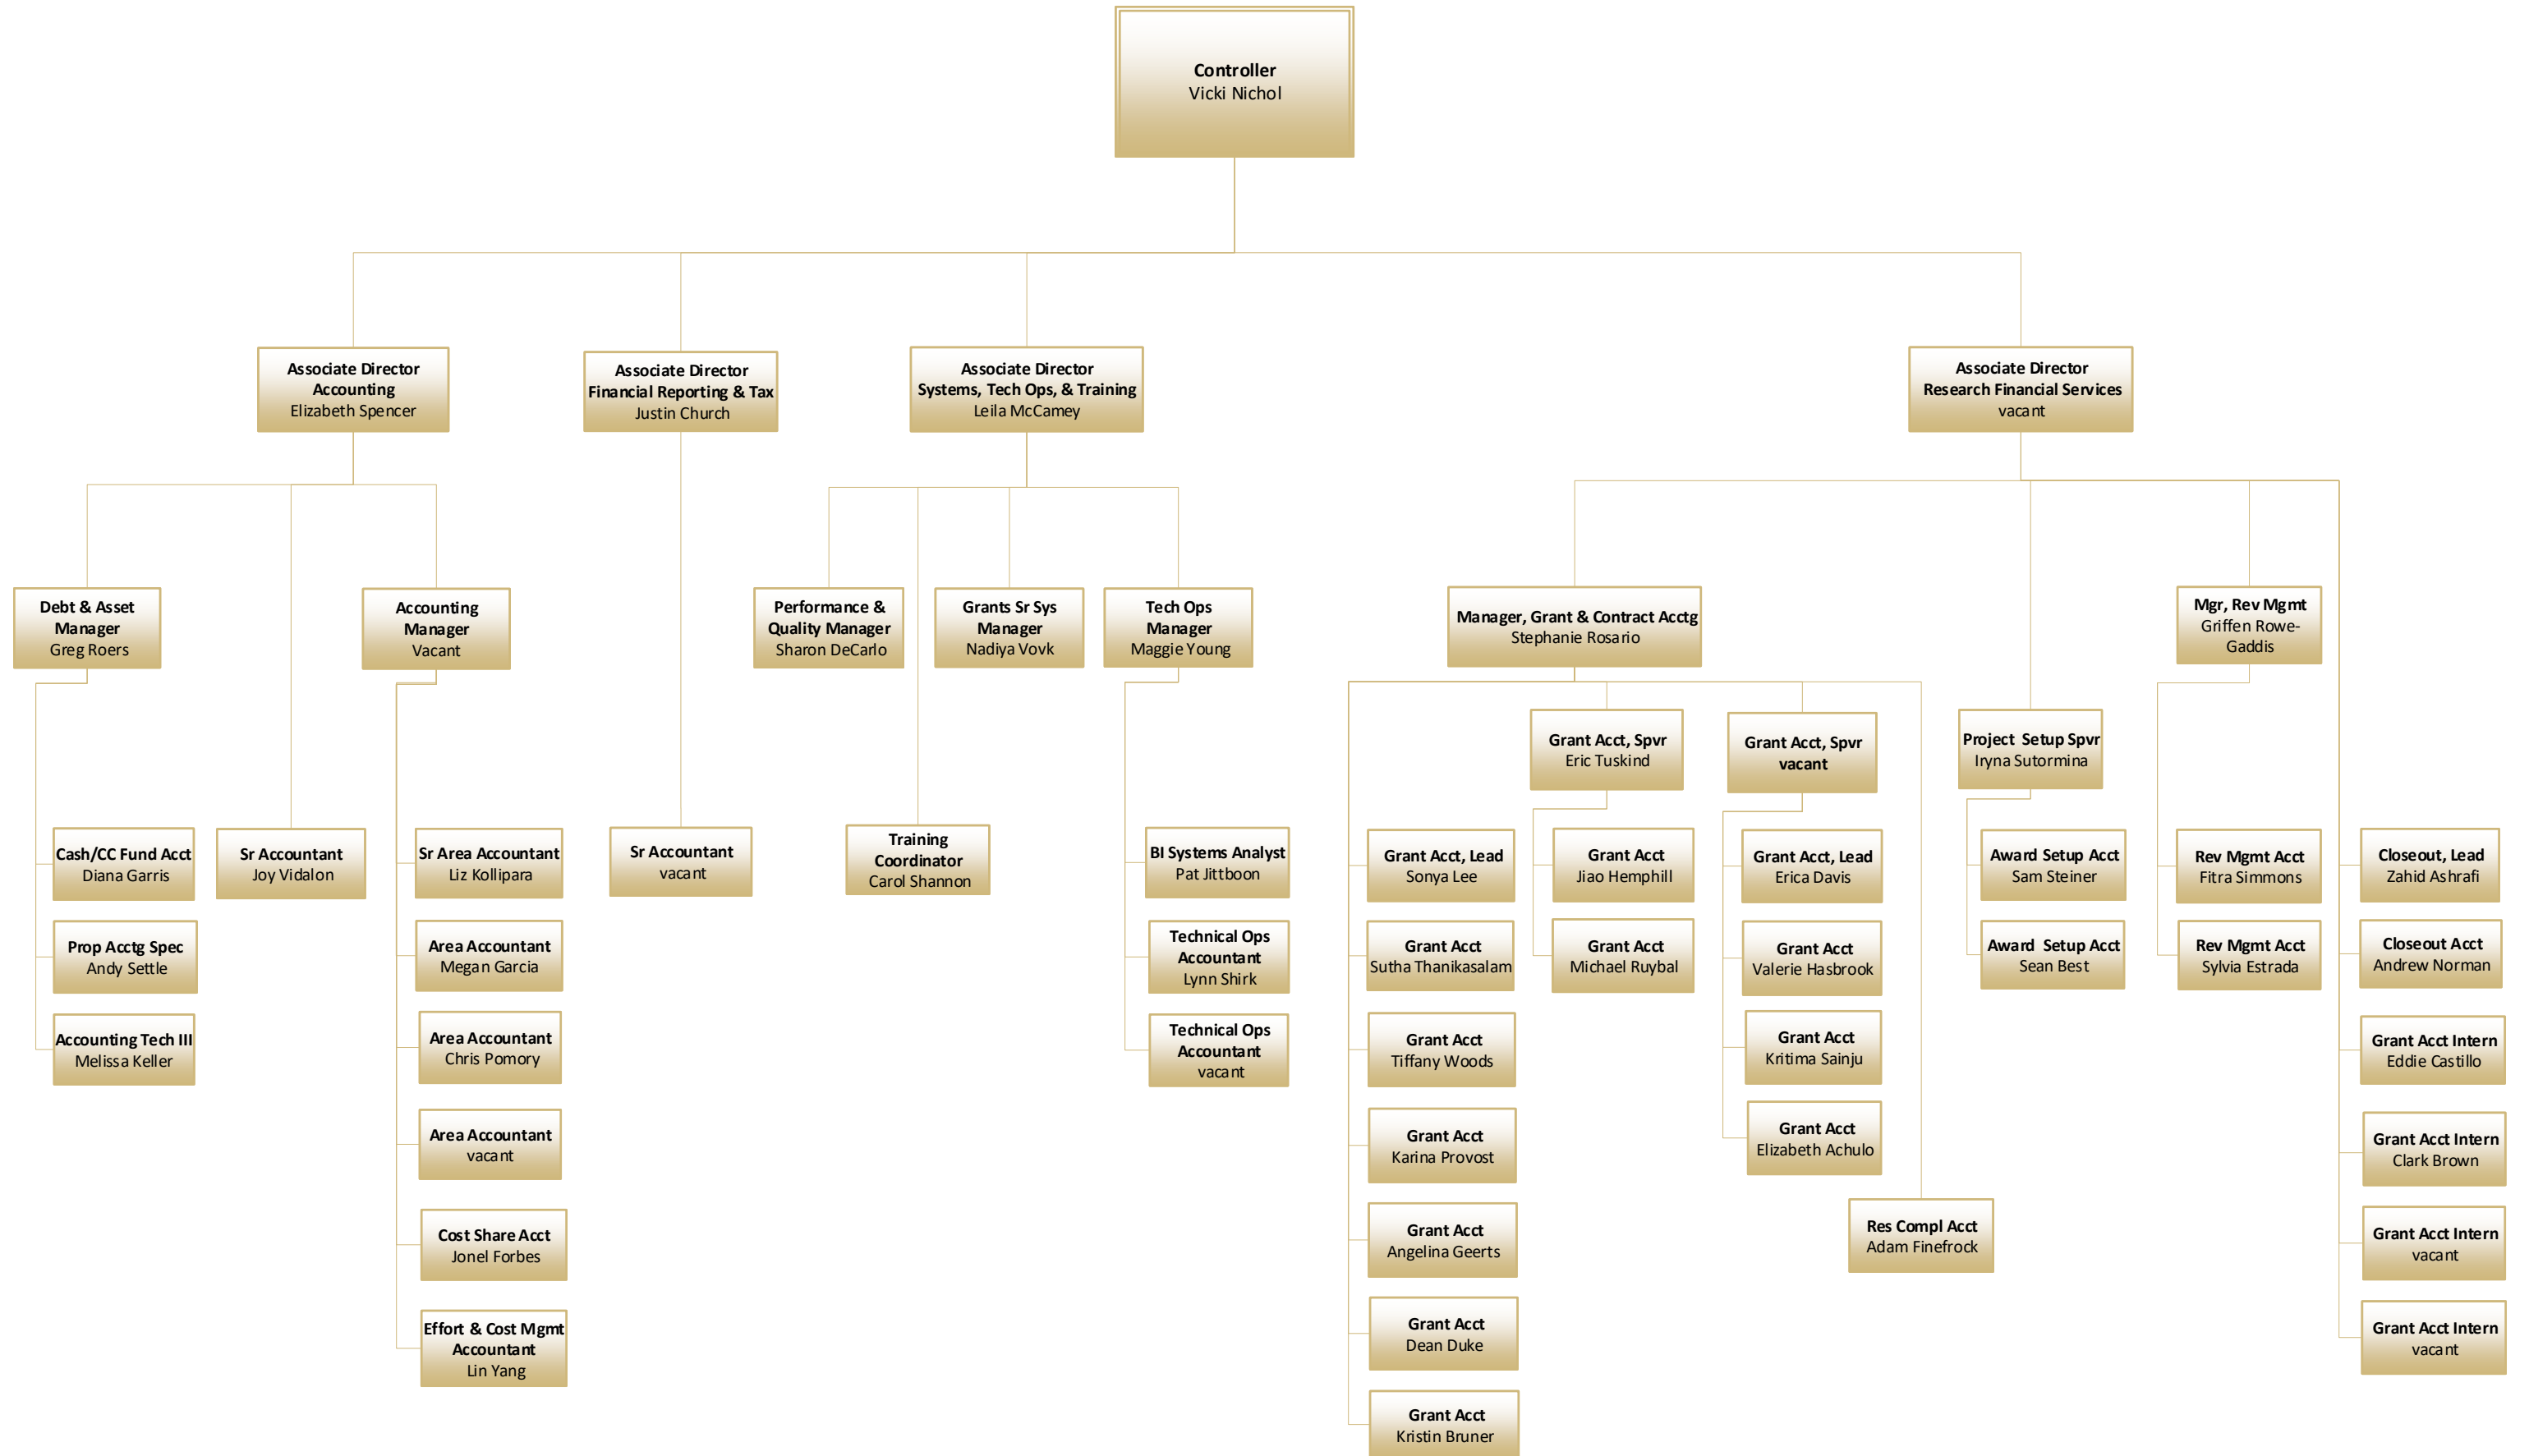 Controller
Vicki Nichol
Associate Director
Accounting
Elizabeth Spencer
Associate Director
Financial Reporting & Tax
Justin Church
Associate Director
Systems, Tech Ops, & Training
Leila McCamey
Associate Director
Research Financial Services
vacant
Debt & Asset
Manager
Greg Roers
Accounting
Manager
Vacant
Performance &
Quality Manager
Sharon DeCarlo
Grants Sr Sys
Manager
Nadiya Vovk
Tech Ops
Manager
Maggie Young
Manager, Grant & Contract Acctg
Stephanie Rosario
Mgr, Rev Mgmt
Griffen Rowe-
Gaddis
Grant Acct, Spvr
Eric Tuskind
Grant Acct, Spvr
vacant
Project Setup Spvr
Iryna Sutormina
Cash/CC Fund Acct
Diana Garris
Sr Accountant
Joy Vidalon
Sr Area Accountant
Liz Kollipara
Sr Accountant
vacant
Training
Coordinator
Carol Shannon
BI Systems Analyst
Pat Jittboon
Grant Acct, Lead
Sonya Lee
Grant Acct
Jiao Hemphill
Grant Acct, Lead
Erica Davis
Award Setup Acct
Sam Steiner
Rev Mgmt Acct
Fitra Simmons
Closeout, Lead
Zahid Ashrafi
Prop Acctg Spec
Andy Settle
Area Accountant
Megan Garcia
Technical Ops
Accountant
Lynn Shirk
Grant Acct
Sutha Thanikasalam
Grant Acct
Michael Ruybal
Grant Acct
Valerie Hasbrook
Award Setup Acct
Sean Best
Rev Mgmt Acct
Sylvia Estrada
Closeout Acct
Andrew Norman
Accounting Tech III
Melissa Keller
Area Accountant
Chris Pomory
Technical Ops
Accountant
vacant
Grant Acct
Tiffany Woods
Grant Acct
Kritima Sainju
Grant Acct Intern
Eddie Castillo
Area Accountant
vacant
Grant Acct
Karina Provost
Grant Acct
Elizabeth Achulo
Grant Acct Intern
Clark Brown
Cost Share Acct
Jonel Forbes
Grant Acct
Angelina Geerts
Res Compl Acct
Adam Finefrock
Grant Acct Intern
vacant
Effort & Cost Mgmt
Accountant
Lin Yang
Grant Acct
Dean Duke
Grant Acct Intern
vacant
Grant Acct
Kristin Bruner